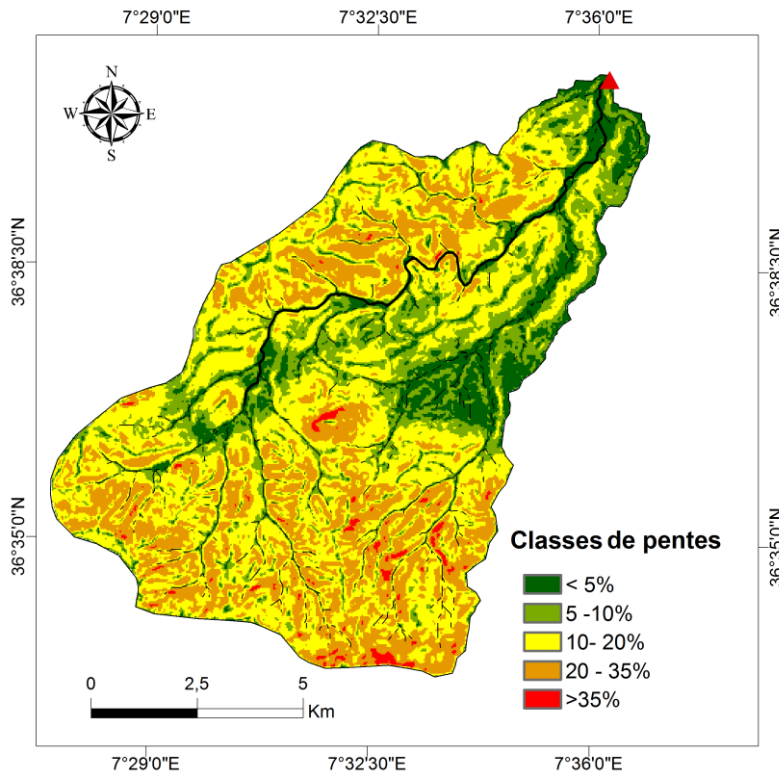 7°29'0"E 7°32'30"E 7°36'0"E
N
W E
S
36°38'30"N 36°38'30"N
36°35'0"N 36°35'0"N
Classes de pentes
< 5%
5 -10%
10- 20%
20 - 35%
>35%
0 2,5 5
Km
7°29'0"E 7°32'30"E 7°36'0"E